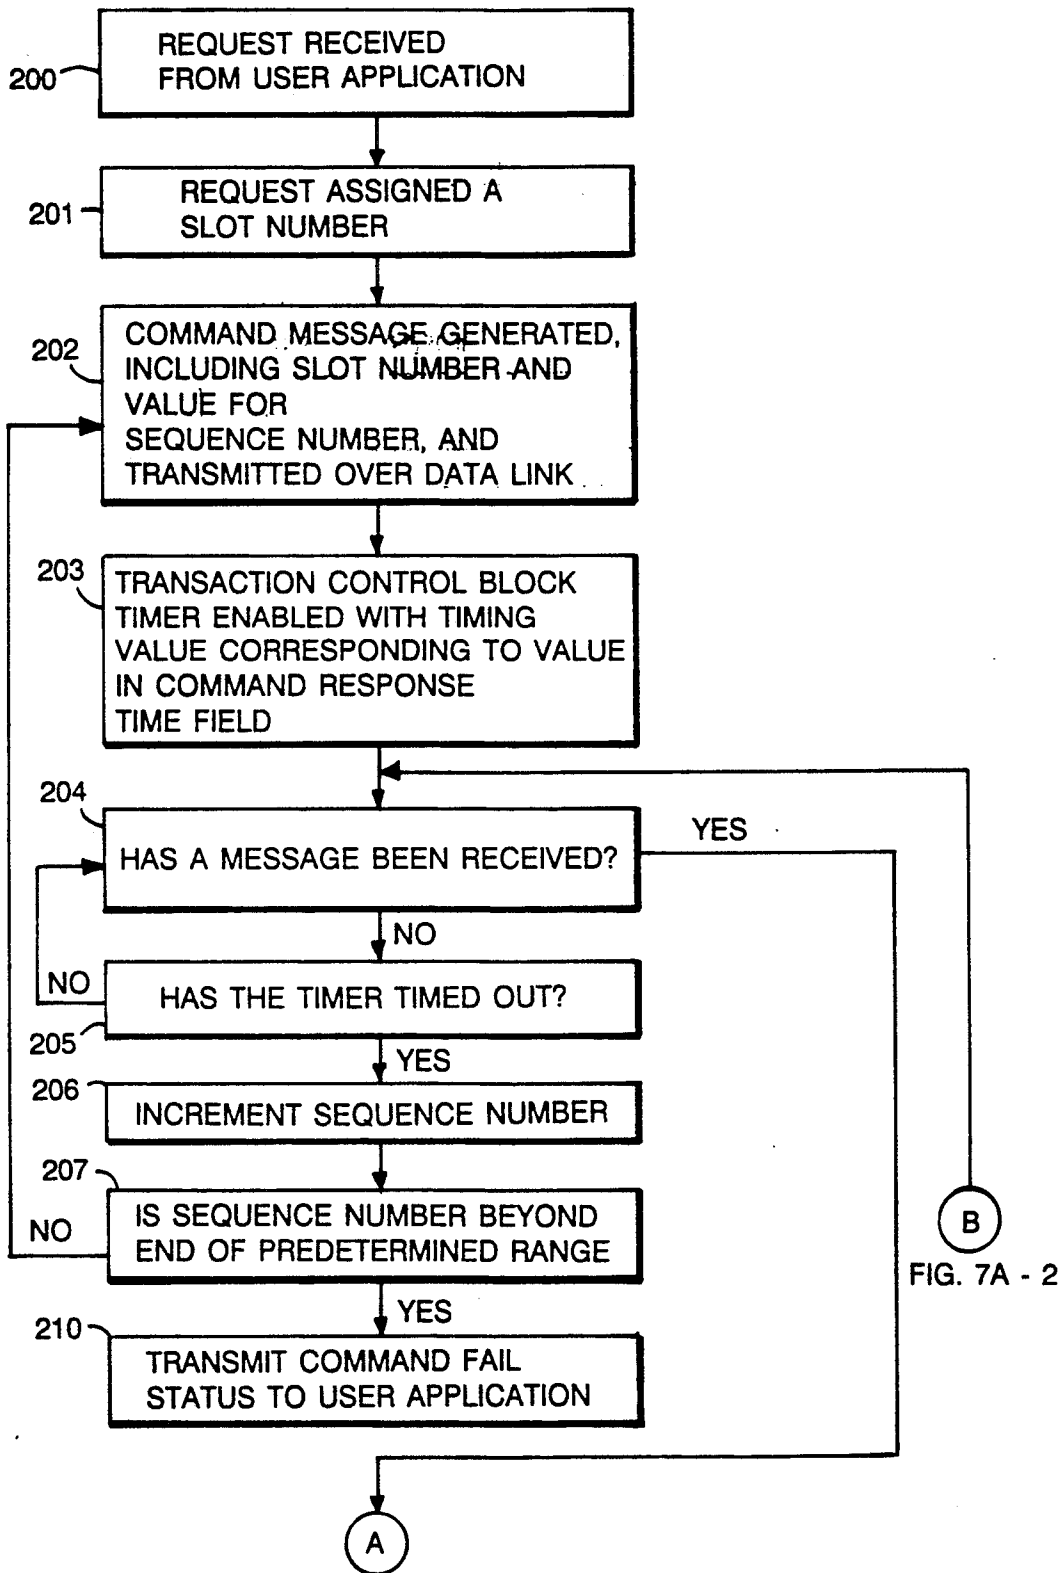 200
REQUEST RECEIVED
FROM USER APPLICATION
201
REQUEST ASSIGNED A
SLOT NUMBER
202
COMMAND MESSAGE GENERATED,
INCLUDING SLOT NUMBER AND
VALUE FOR
SEQUENCE NUMBER, AND
TRANSMITTED OVER DATA LINK
203
TRANSACTION CONTROL BLOCK
TIMER ENABLED WITH TIMING
VALUE CORRESPONDING TO VALUE
IN COMMAND RESPONSE
TIME FIELD
204
HAS A MESSAGE BEEN RECEIVED?
YES
NO
NO
HAS THE TIMER TIMED OUT?
205
YES
206
INCREMENT SEQUENCE NUMBER
207
NO
IS SEQUENCE NUMBER BEYOND
END OF PREDETERMINED RANGE
B
FIG. 7A - 2
YES
210
TRANSMIT COMMAND FAIL
STATUS TO USER APPLICATION
A